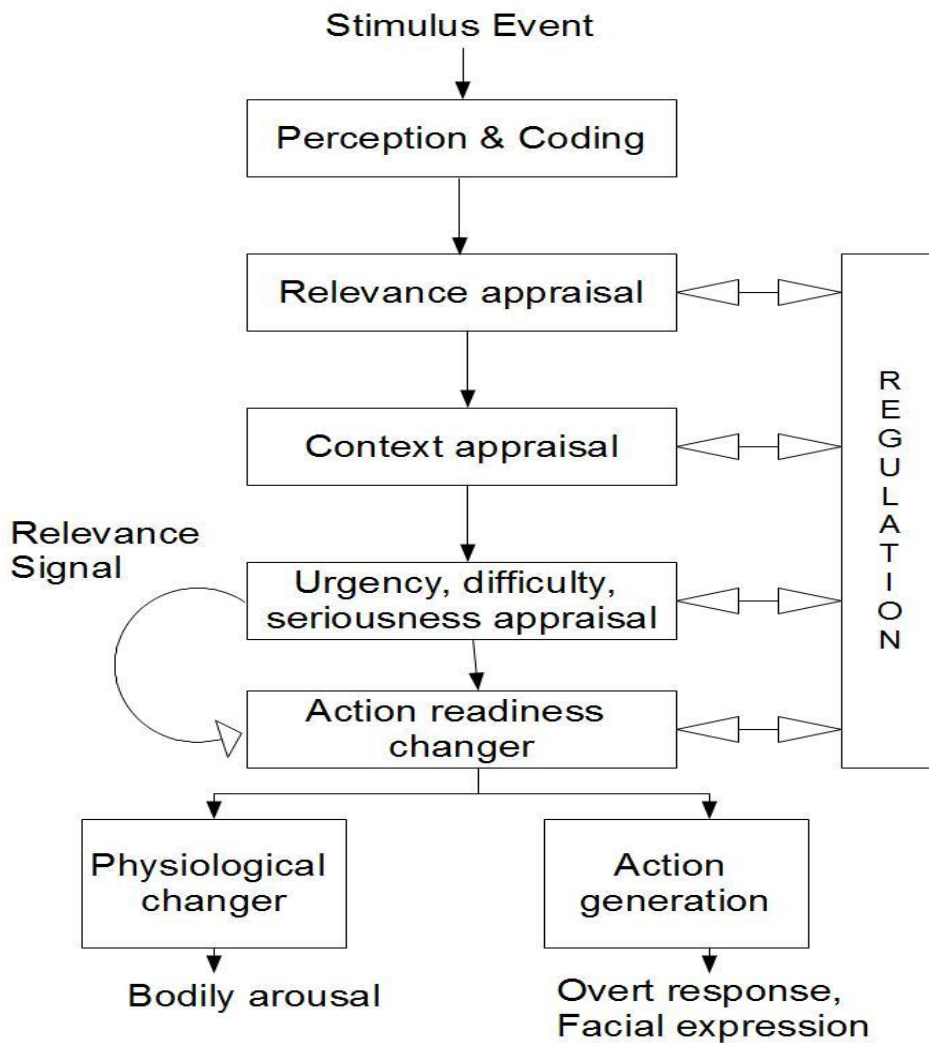 Stimulus Event
Perception & Coding
Relevance appraisal
Context appraisal
Relevance
Signal
Urgency, difficulty,
seriousness appraisal
Action readiness
changer
REGULATION
Physiological
changer
Action
generation
Bodily arousal
Overt response,
Facial expression